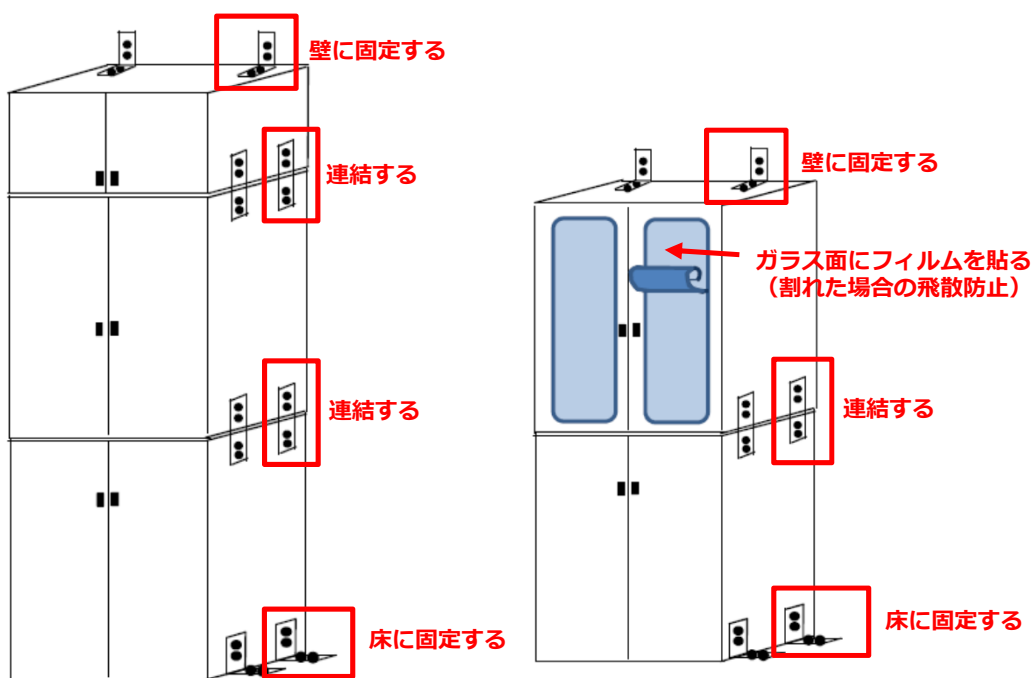 壁に固定する
連結する
連結する
床に固定する
壁に固定する
ガラス面にフィルムを貼る
（割れた場合の飛散防止）
連結する
床に固定する